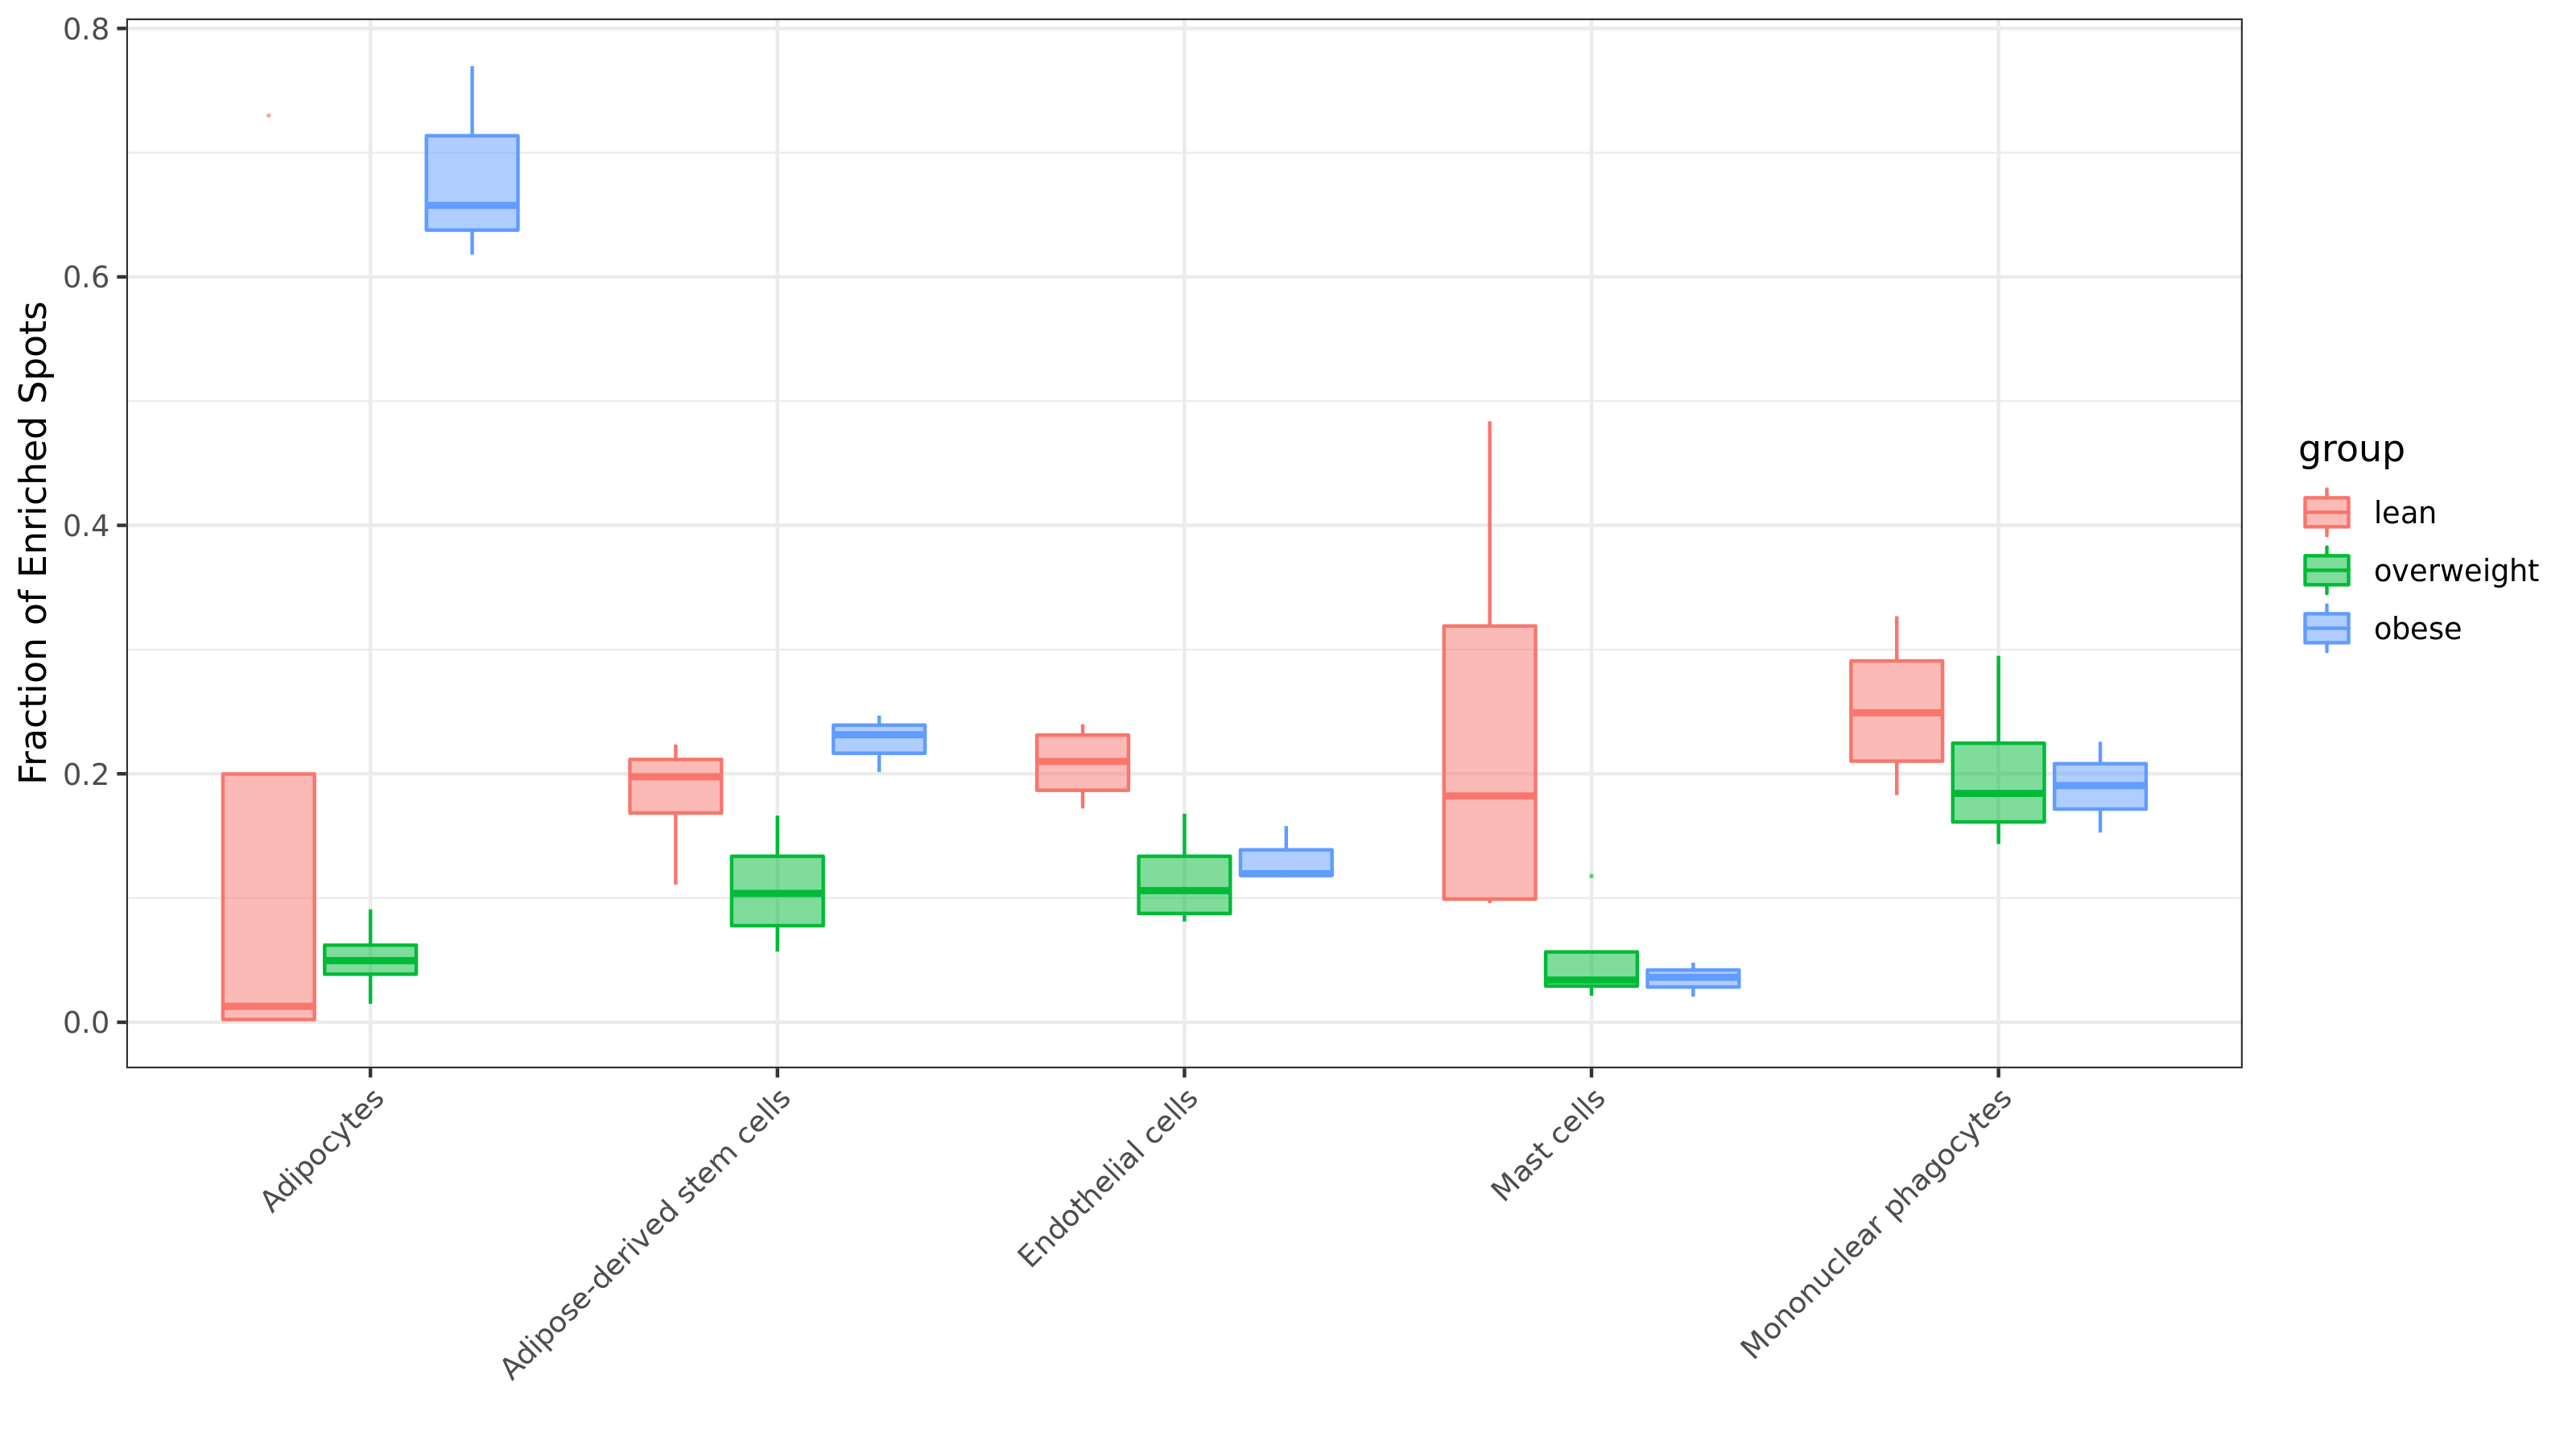 Fraction of Enriched Spots
0.8
0.6
0.4
0.2
0.0
Adipocytes
Adipose-derived stem cells
Endothelial cells
Mast cells
Mononuclear phagocytes
group
lean
overweight
obese